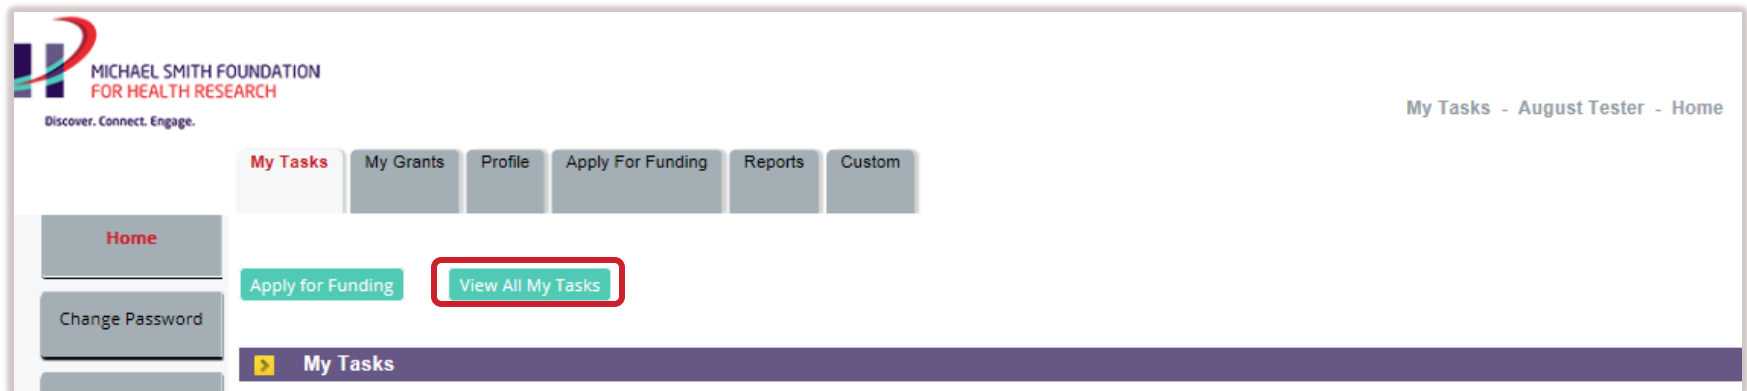 MICHAEL SMITH FOUNDATION
FOR HEALTH RESEARCH
Discover. Connect. Engage.
My Tasks - August Tester - Home
My Tasks My Grants Profile Apply For Funding Reports Custom
Home
Apply for Funding View All My Tasks
Change Password
My Tasks